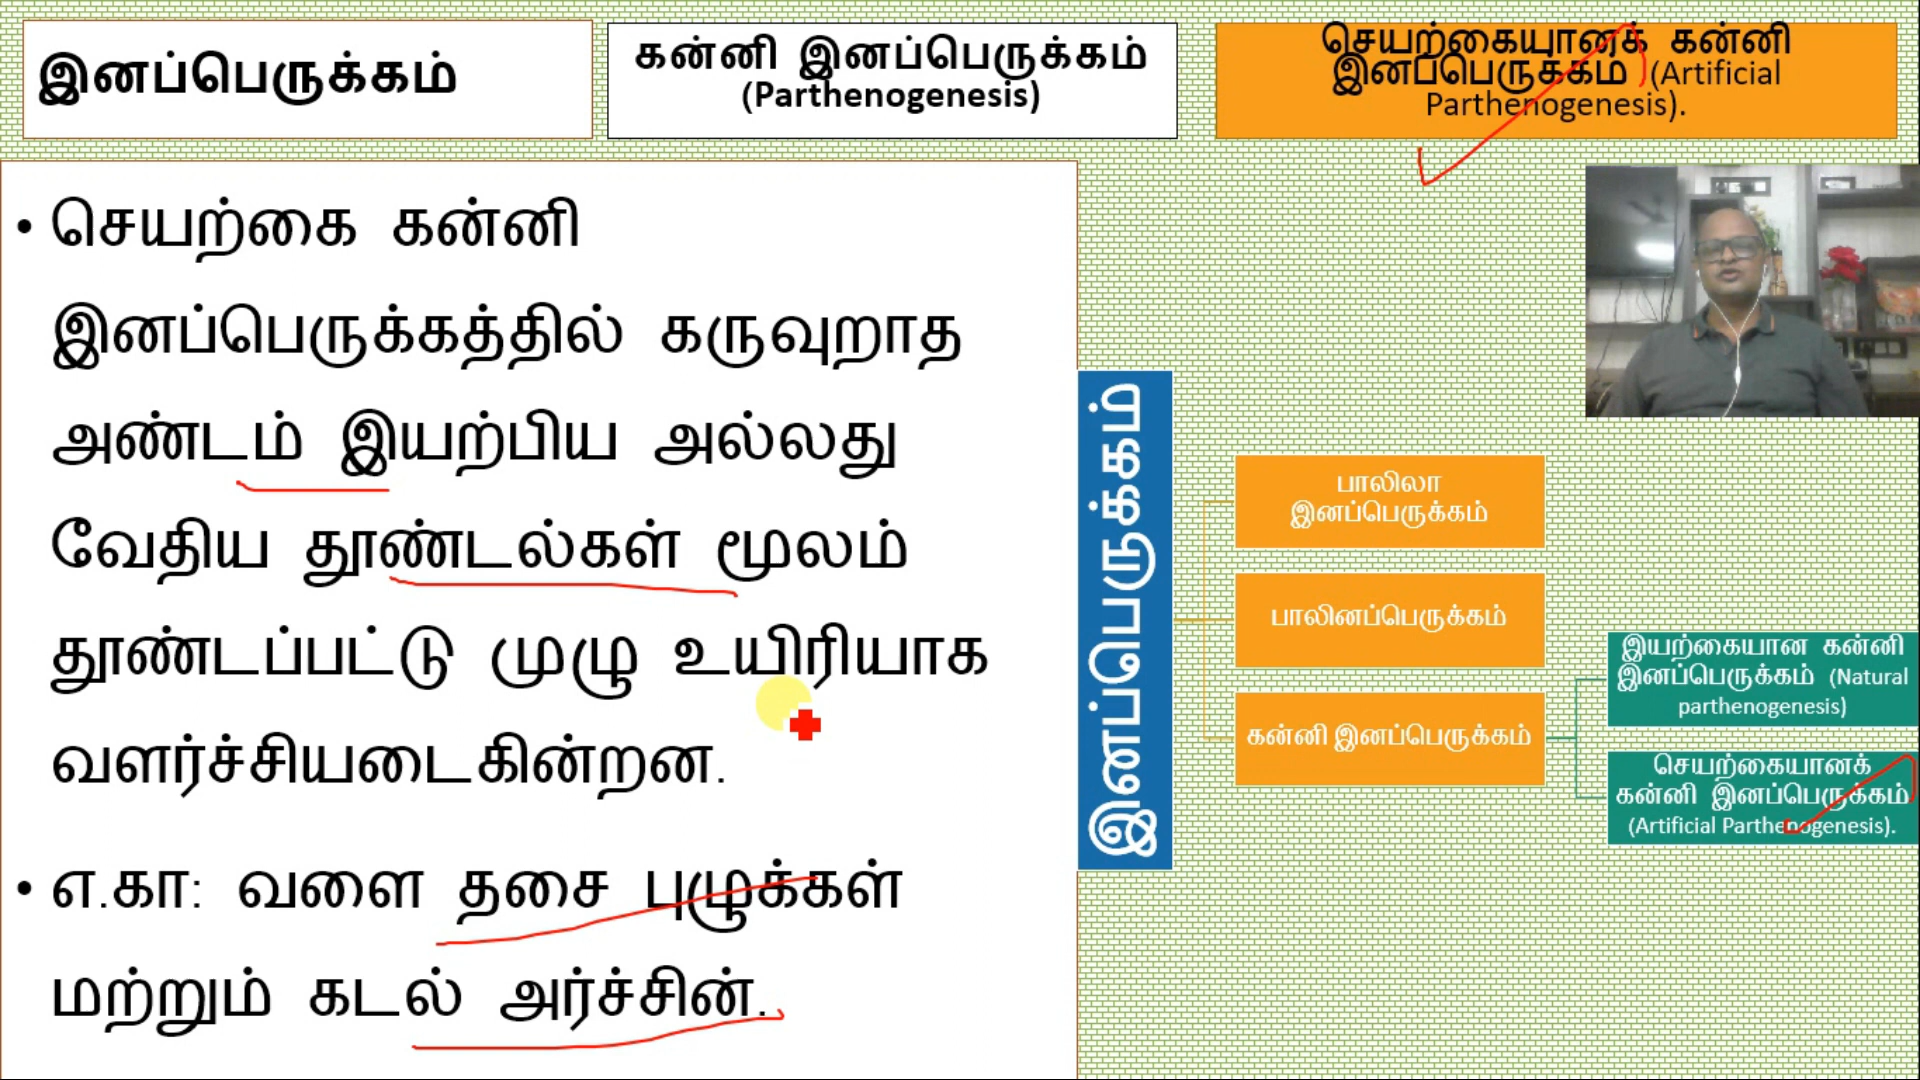 இனப்பெருக்கம்
கன்னி இனப்பெருக்கம்
(Parthenogenesis)
செயற்கையானக் கன்னி
இனப்பெருக்கம் (Artificial
Parthenogenesis).
• செயற்கை கன்னி
இனப்பெருக்கத்தில் கருவுறாத
அண்டம் இயற்பிய அல்லது
வேதிய தூண்டல்கள் மூலம்
தூண்டப்பட்டு முழு உயிரியாக
வளர்ச்சியடைகின்றன.
• எ.கா: வளை தசை புழுக்கள்
மற்றும் கடல் அர்ச்சின்.
இனப்பெருக்கம்
பாலிலா
இனப்பெருக்கம்
பாலினப்பெருக்கம்
கன்னி இனப்பெருக்கம்
இயற்கையான கன்னி
இனப்பெருக்கம் (Natural
parthenogenesis)
செயற்கையானக்
கன்னி இனப்பெருக்கம்
(Artificial Parthenogenesis).